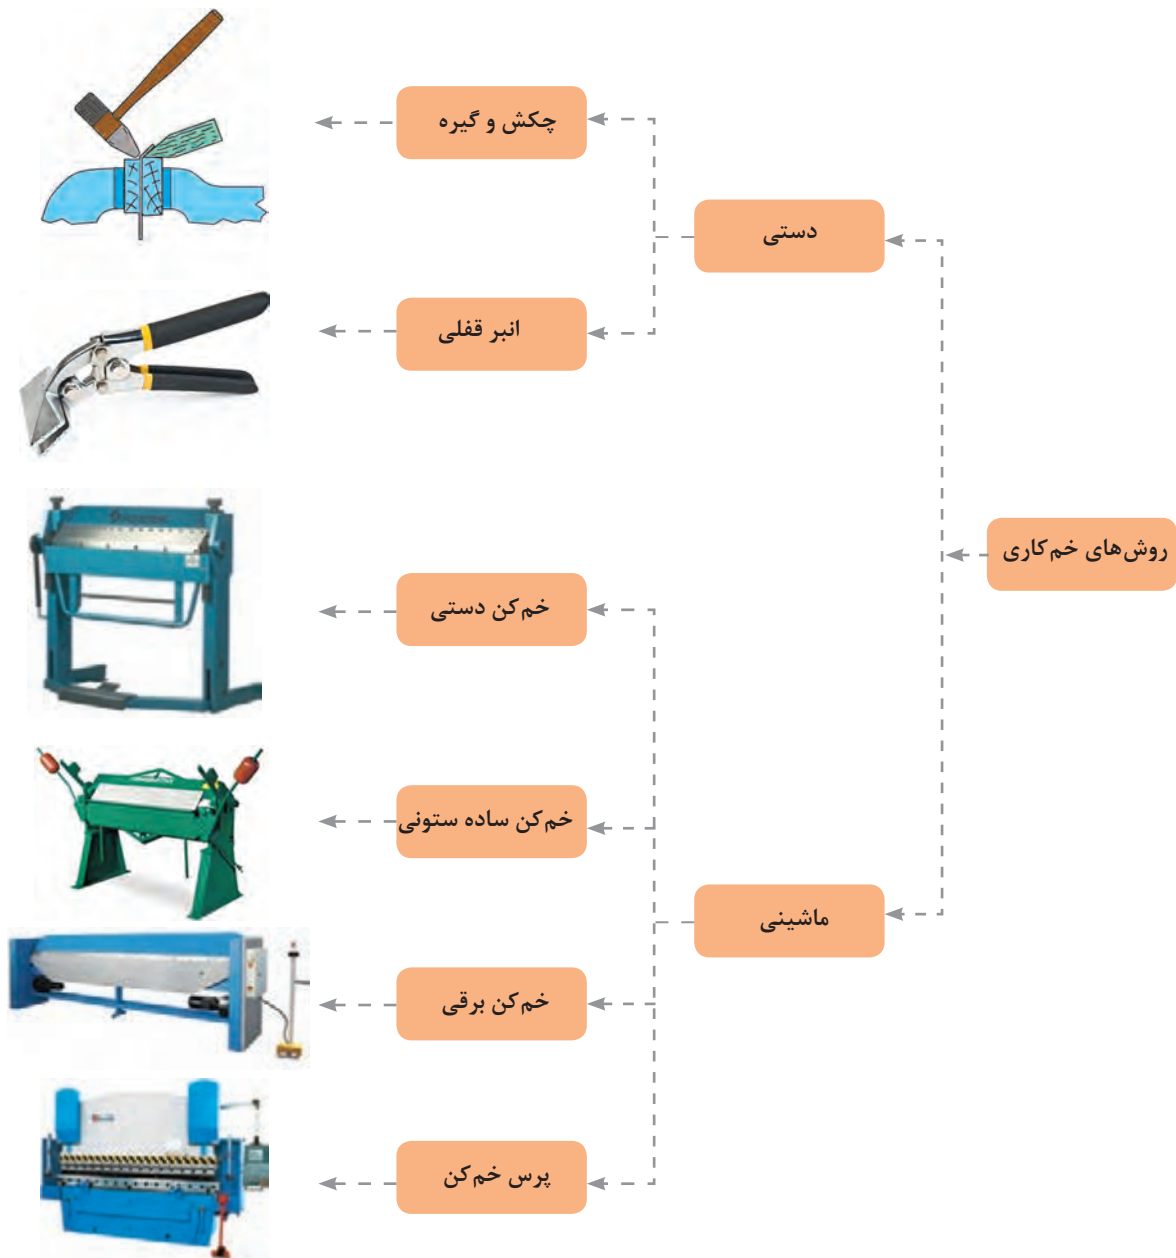 روش‌های خم‌کاری
دستی
چکش و گیره
انبر قفلی
ماشینی
خم‌کن دستی
خم‌کن ساده ستونی
خم‌کن برقی
پرس خم‌کن